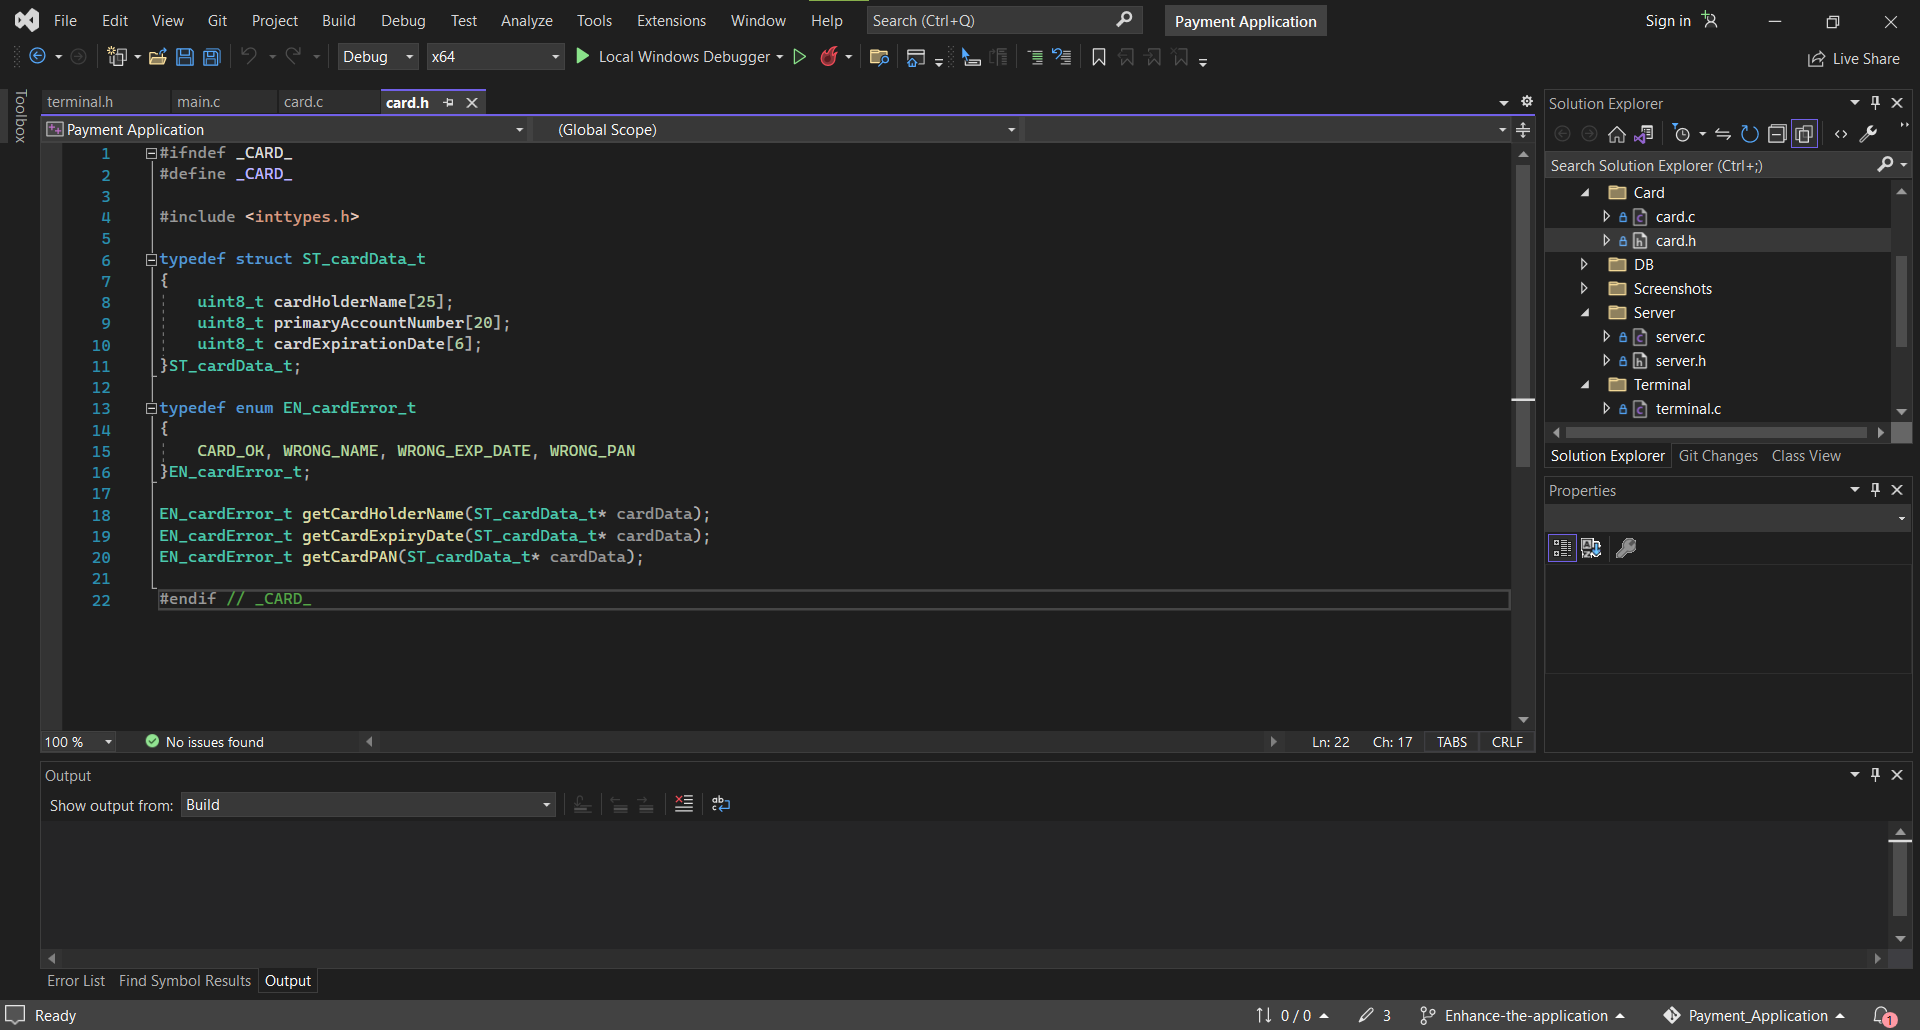 File Edit View Git Project Build Debug Test Analyze Tools Extensions Window Help Search (Ctrl+Q) Payment Application Sign in
Debug x64 Local Windows Debugger Live Share
Toolbox
terminal.h main.c card.c card.h
Payment Application (Global Scope)
1 #ifndef _CARD_
2 #define _CARD_
3
4 #include <inttypes.h>
5
6 typedef struct ST_cardData_t
7 {
8 uint8_t cardHolderName[25];
9 uint8_t primaryAccountNumber[20];
10 uint8_t cardExpirationDate[6];
11 }ST_cardData_t;
12
13 typedef enum EN_cardError_t
14 {
15 CARD_OK, WRONG_NAME, WRONG_EXP_DATE, WRONG_PAN
16 }EN_cardError_t;
17
18 EN_cardError_t getCardHolderName(ST_cardData_t* cardData);
19 EN_cardError_t getCardExpiryDate(ST_cardData_t* cardData);
20 EN_cardError_t getCardPAN(ST_cardData_t* cardData);
21
22 #endif // _CARD_
100 % No issues found Ln: 22 Ch: 17 TABS CRLF
Solution Explorer
Search Solution Explorer (Ctrl+;)
Card
card.c
card.h
DB
Screenshots
Server
server.c
server.h
Terminal
terminal.c
Solution Explorer Git Changes Class View
Properties
Output
Show output from: Build
Error List Find Symbol Results Output
Ready 0 / 0 3 Enhance-the-application Payment_Application 1